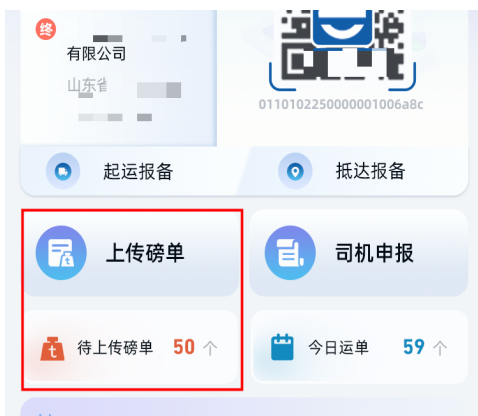 终
有限公司
山东省
0110102250000001006a8c
起运报备
抵达报备
上传磅单
司机申报
待上传磅单 50 个
今日运单 59 个